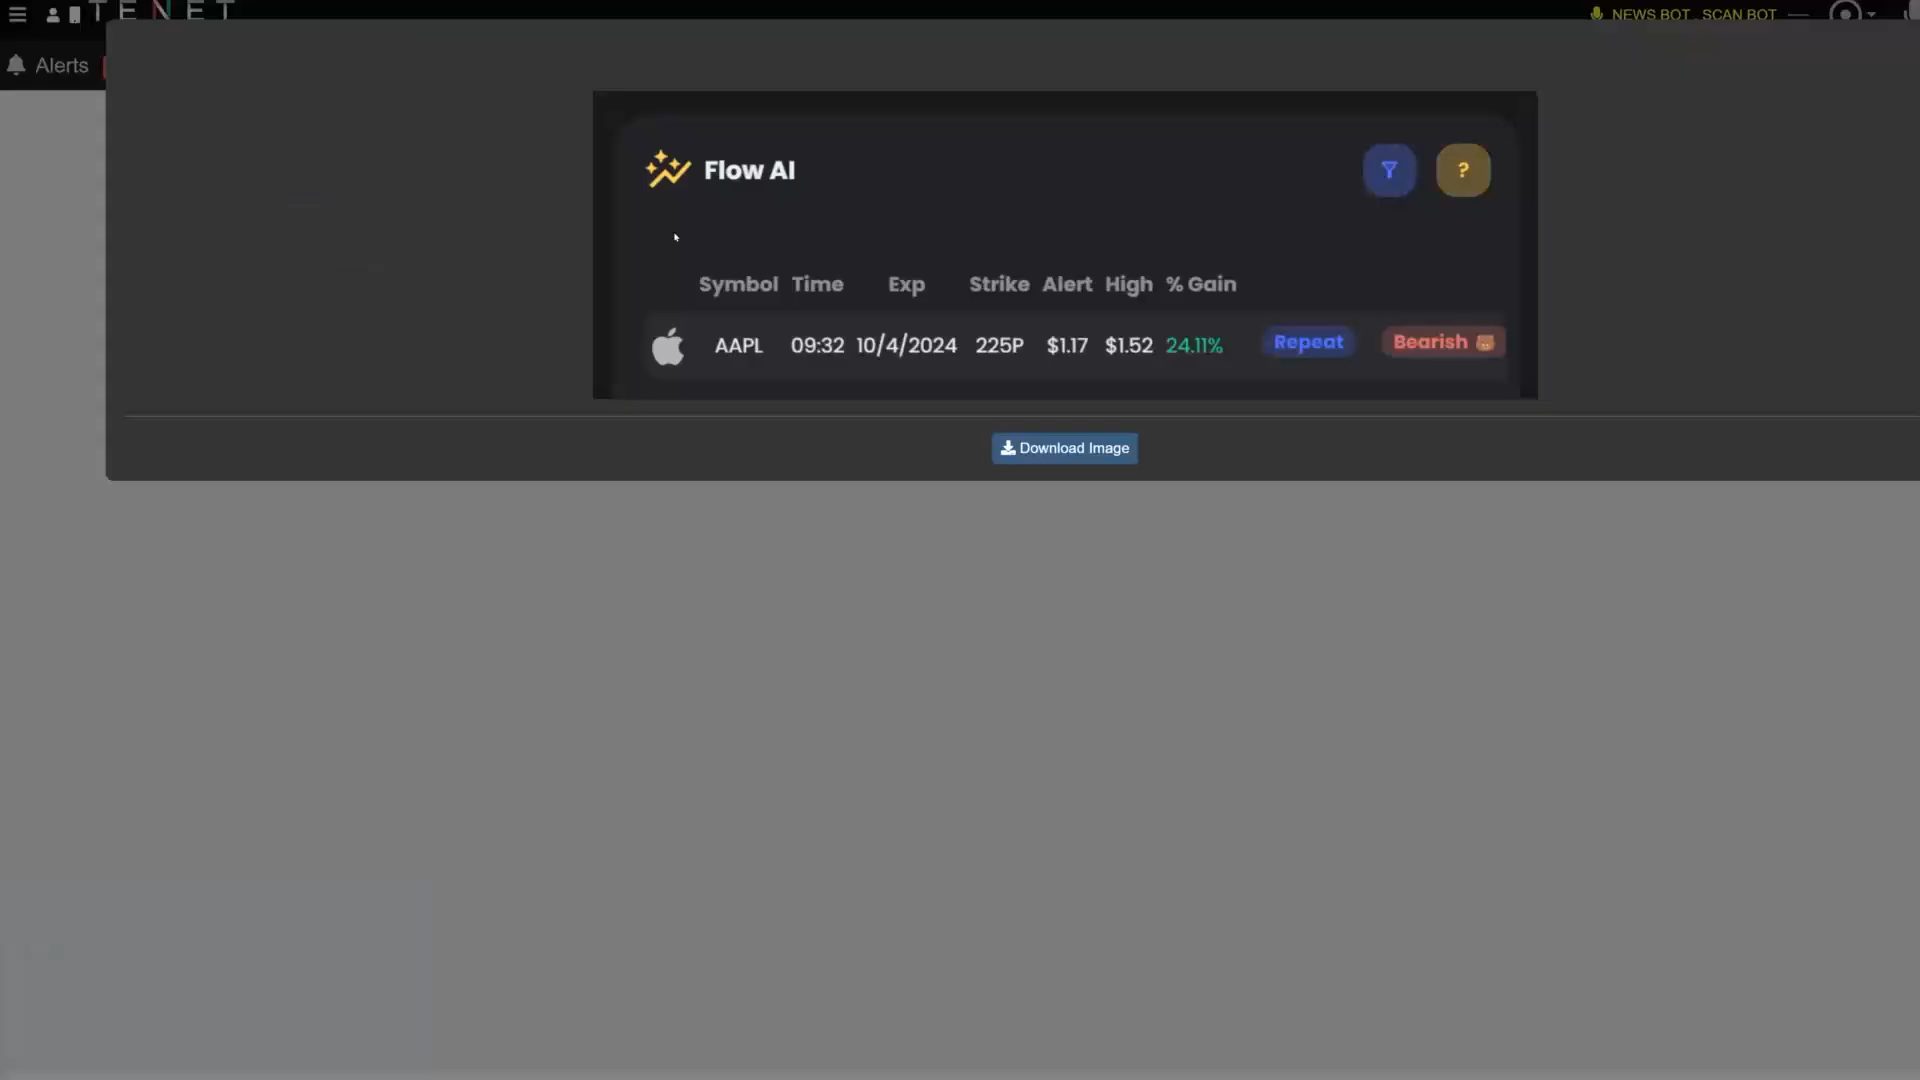 TENET
NEWS BOT , SCAN BOT
Alerts
Flow AI
?
Symbol Time Exp Strike Alert High % Gain
AAPL 09:32 10/4/2024 225P $1.17 $1.52 24.11% Repeat Bearish 🐻
Download Image